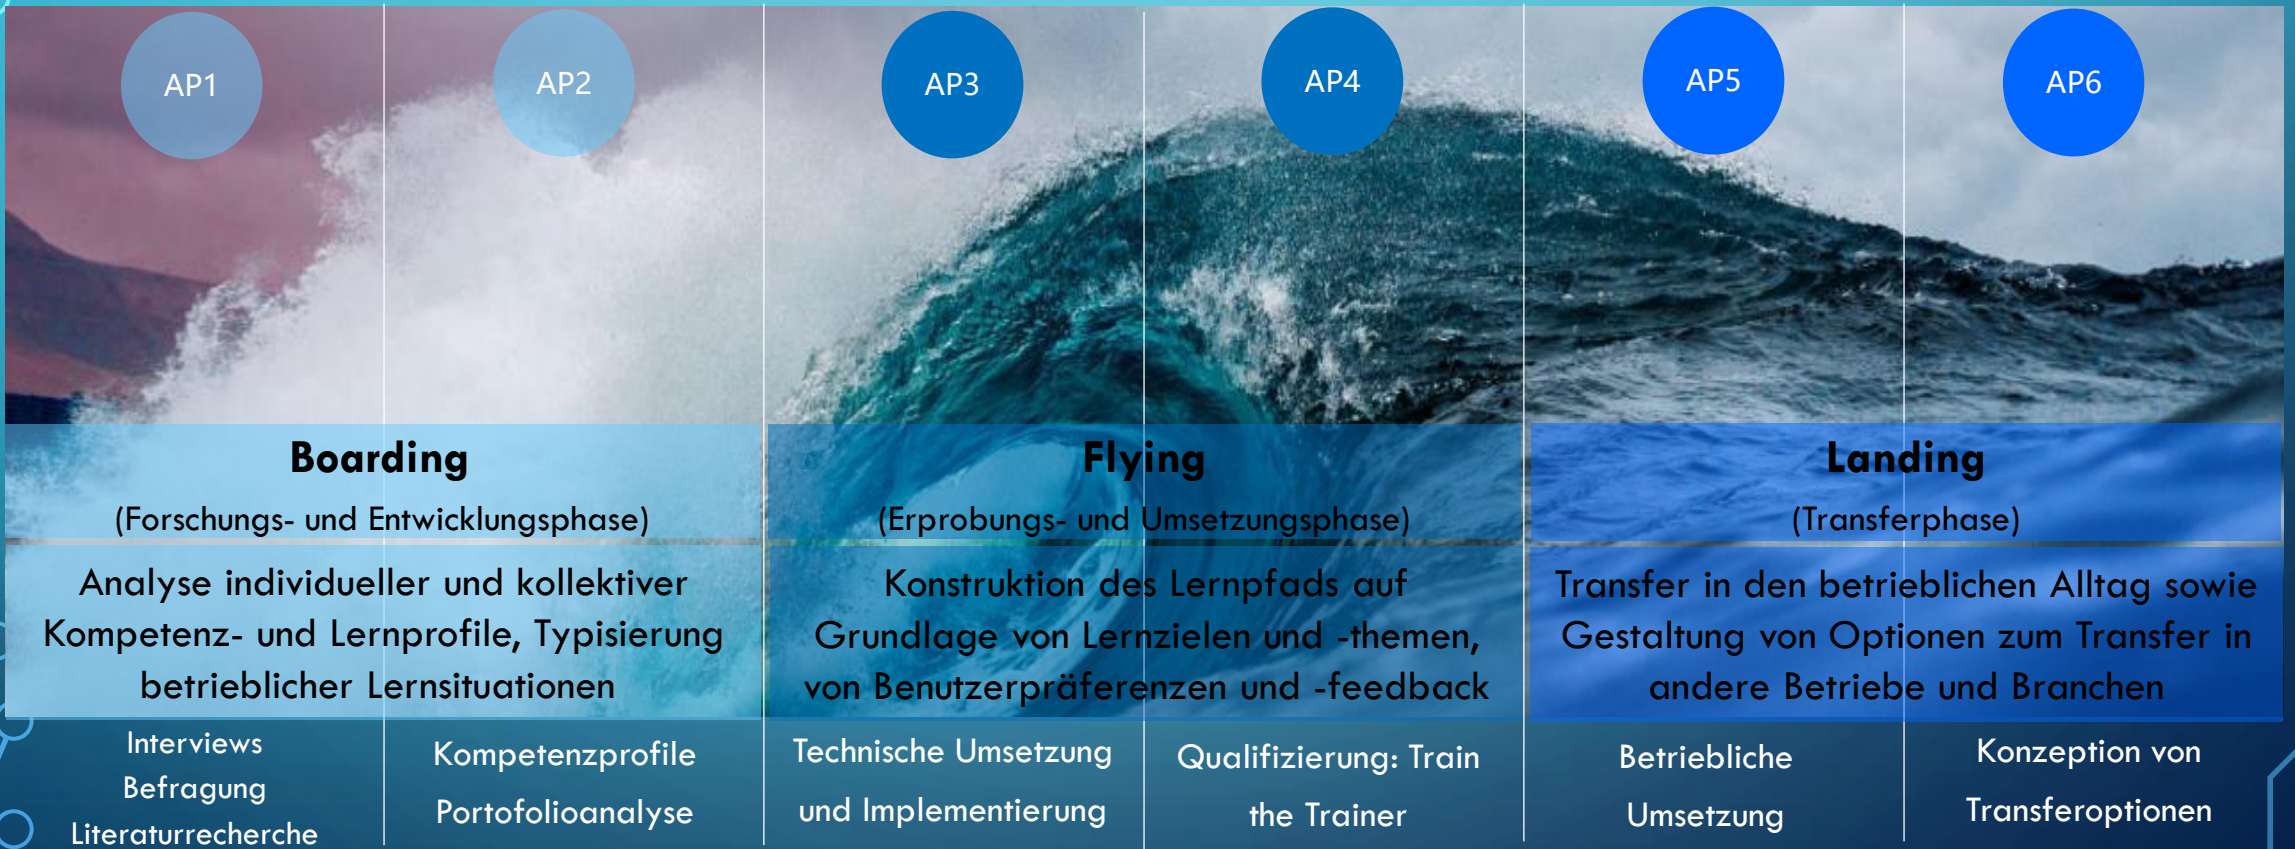 AP1
AP2
AP3
AP4
AP5
AP6
Boarding
(Forschungs- und Entwicklungsphase)
Flying
(Erprobungs- und Umsetzungsphase)
Landing
(Transferphase)
Analyse individueller und kollektiver
Kompetenz- und Lernprofile, Typisierung
betrieblicher Lernsituationen
Konstruktion des Lernpfads auf
Grundlage von Lernzielen und -themen,
von Benutzerpräferenzen und -feedback
Transfer in den betrieblichen Alltag sowie
Gestaltung von Optionen zum Transfer in
andere Betriebe und Branchen
Interviews
Befragung
Literaturrecherche
Kompetenzprofile
Portofolioanalyse
Technische Umsetzung
und Implementierung
Qualifizierung: Train
the Trainer
Betriebliche
Umsetzung
Konzeption von
Transferoptionen